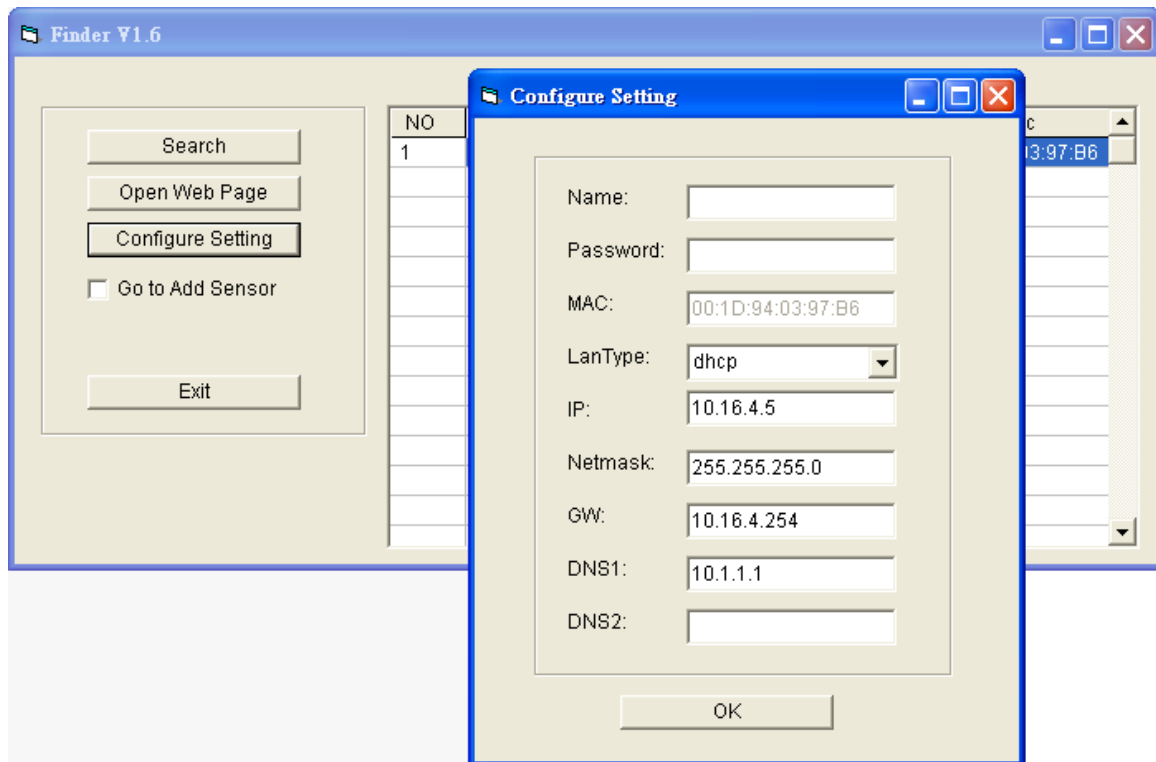 Finder V1.6
Search
Open Web Page
Configure Setting
Go to Add Sensor
Exit
NO
1
c
03:97:B6
Configure Setting
Name:
Password:
MAC: 00:1D:94:03:97:B6
LanType: dhcp
IP: 10.16.4.5
Netmask: 255.255.255.0
GW: 10.16.4.254
DNS1: 10.1.1.1
DNS2:
OK